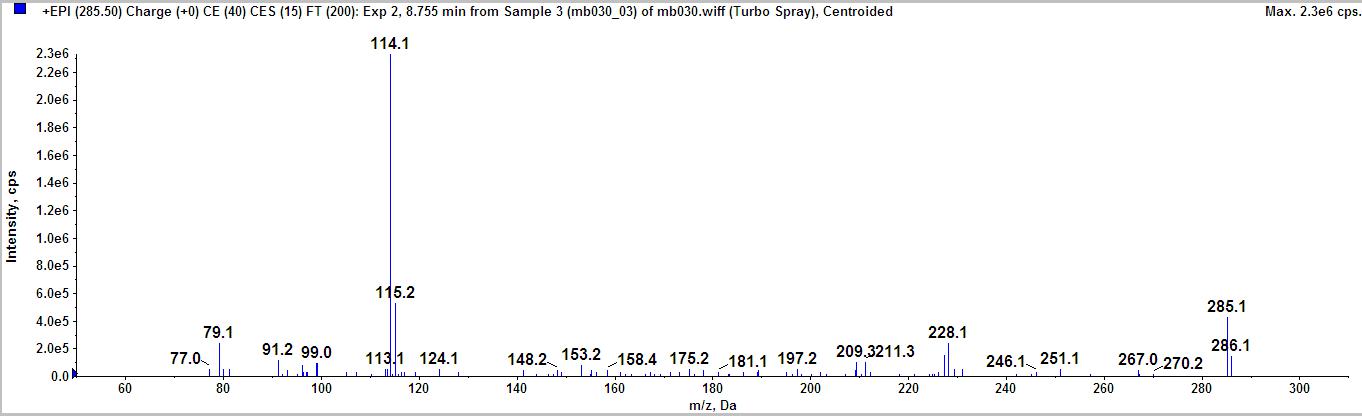 +EPI (285.50) Charge (+0) CE (40) CES (15) FT (200): Exp 2, 8.755 min from Sample 3 (mb030_03) of mb030.wiff (Turbo Spray), Centroided
Max. 2.3e6 cps.
114.1
2.3e6
2.2e6
2.0e6
1.8e6
1.6e6
1.4e6
1.2e6
1.0e6
8.0e5
6.0e5
4.0e5
2.0e5
0.0
Intensity, cps
115.2
285.1
79.1
228.1
286.1
77.0
91.2
99.0
113.1
124.1
148.2
153.2
158.4
175.2
181.1
197.2
209.3
211.3
246.1
251.1
267.0
270.2
60 80 100 120 140 160 180 200 220 240 260 280 300
m/z, Da